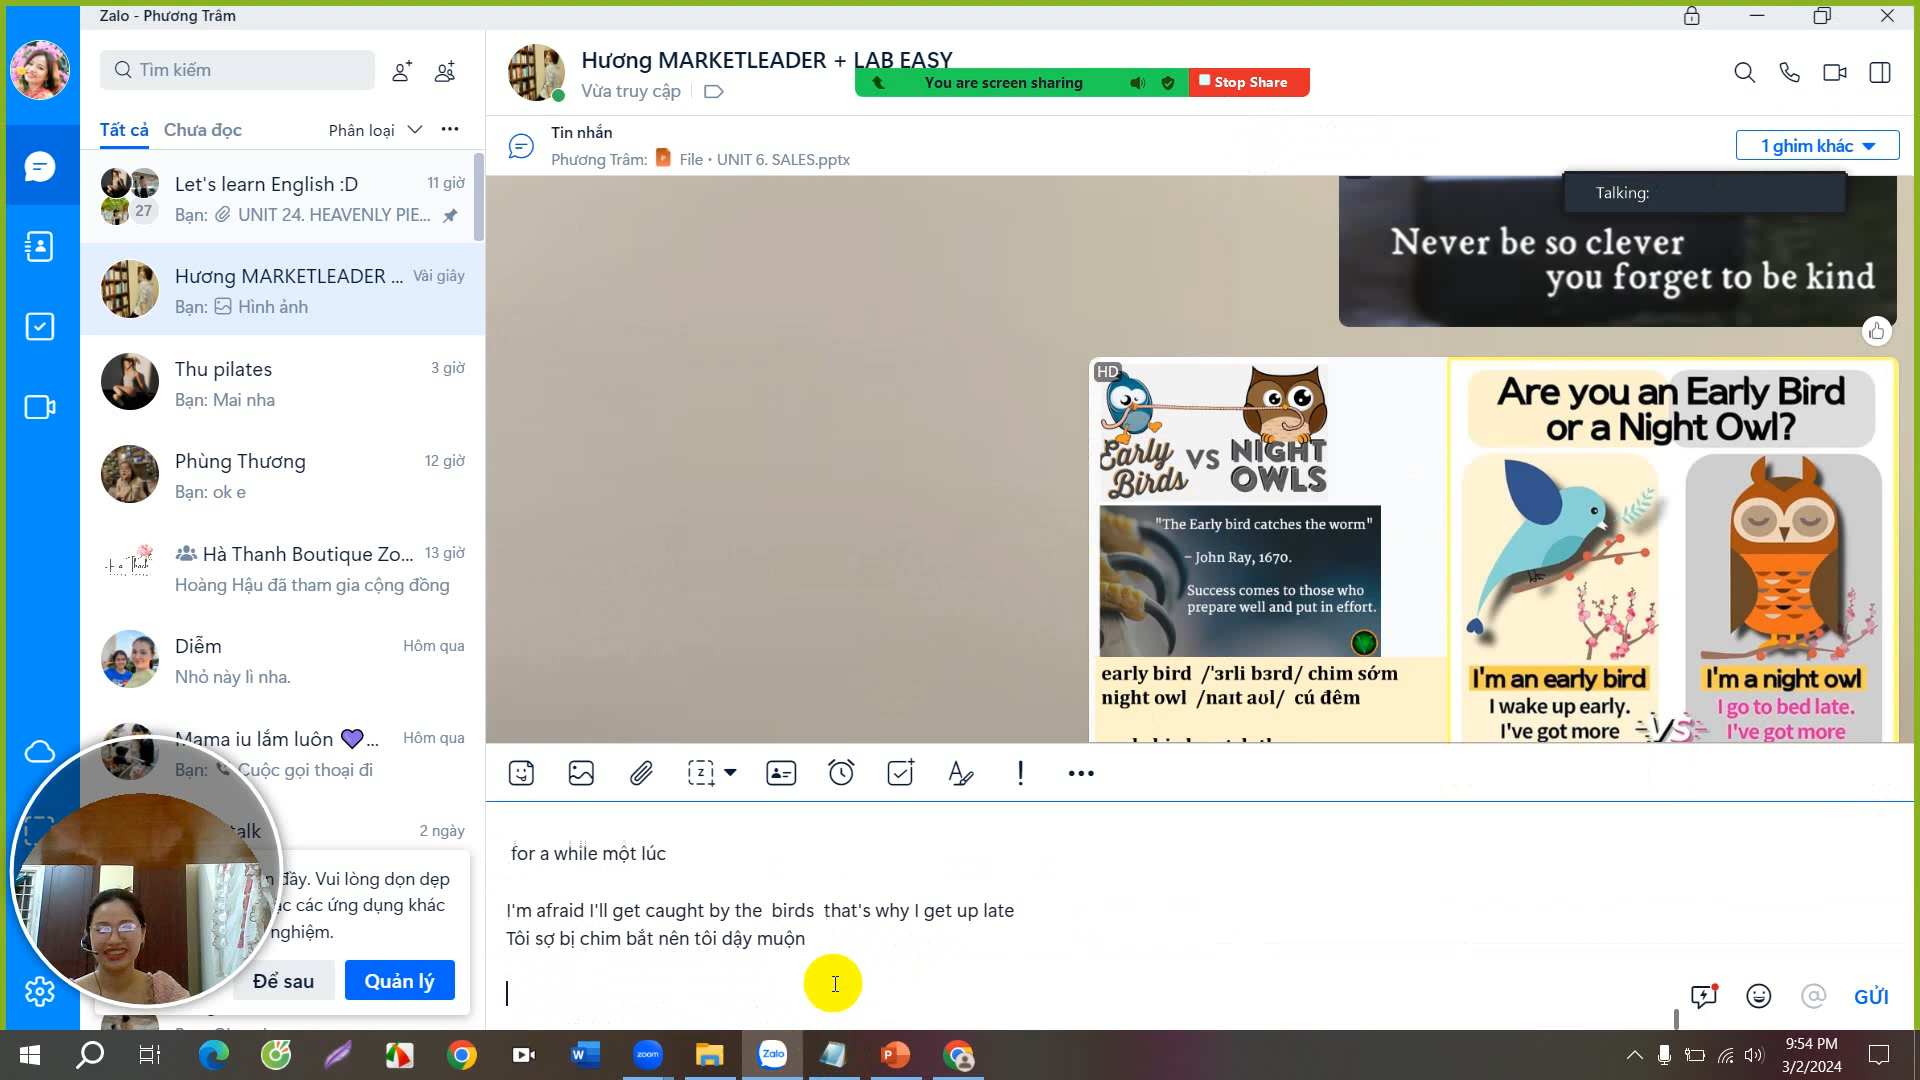 Zalo - Phương Trâm
Tìm kiếm
Tất cả Chưa đọc Phân loại
Let's learn English :D 11 giờ
27
Bạn: UNIT 24. HEAVENLY PIE...
Hương MARKETLEADER ... Vài giây
Bạn: Hình ảnh
Thu pilates 3 giờ
Bạn: Mai nha
Phùng Thương 12 giờ
Bạn: ok e
Hà Thanh Boutique Zo... 13 giờ
Hoàng Hậu đã tham gia cộng đồng
Diễm Hôm qua
Nhỏ này lì nha.
Mama iu lắm luôn 💜... Hôm qua
Bạn: Cuộc gọi thoại đi
talk 2 ngày
đầy. Vui lòng dọn dẹp
các ứng dụng khác
nghiệm.
Để sau Quản lý
Hương MARKETLEADER + LAB EASY
Vừa truy cập
You are screen sharing Stop Share
Tin nhắn
Phương Trâm: File · UNIT 6. SALES.pptx
1 ghim khác
Talking:
Never be so clever
you forget to be kind
HD
Early Birds VS NIGHT OWLS
"The Early bird catches the worm"
– John Ray, 1670.
Success comes to those who
prepare well and put in effort.
early bird /'ɜrli bɜrd/ chim sớm
night owl /naɪt aʊl/ cú đêm
Are you an Early Bird
or a Night Owl?
I'm an early bird
I wake up early.
I've got more
VS
I'm a night owl
I go to bed late.
I've got more
for a while một lúc
I'm afraid I'll get caught by the birds that's why I get up late
Tôi sợ bị chim bắt nên tôi dậy muộn
GỬI
zoom
Zalo
9:54 PM
3/2/2024